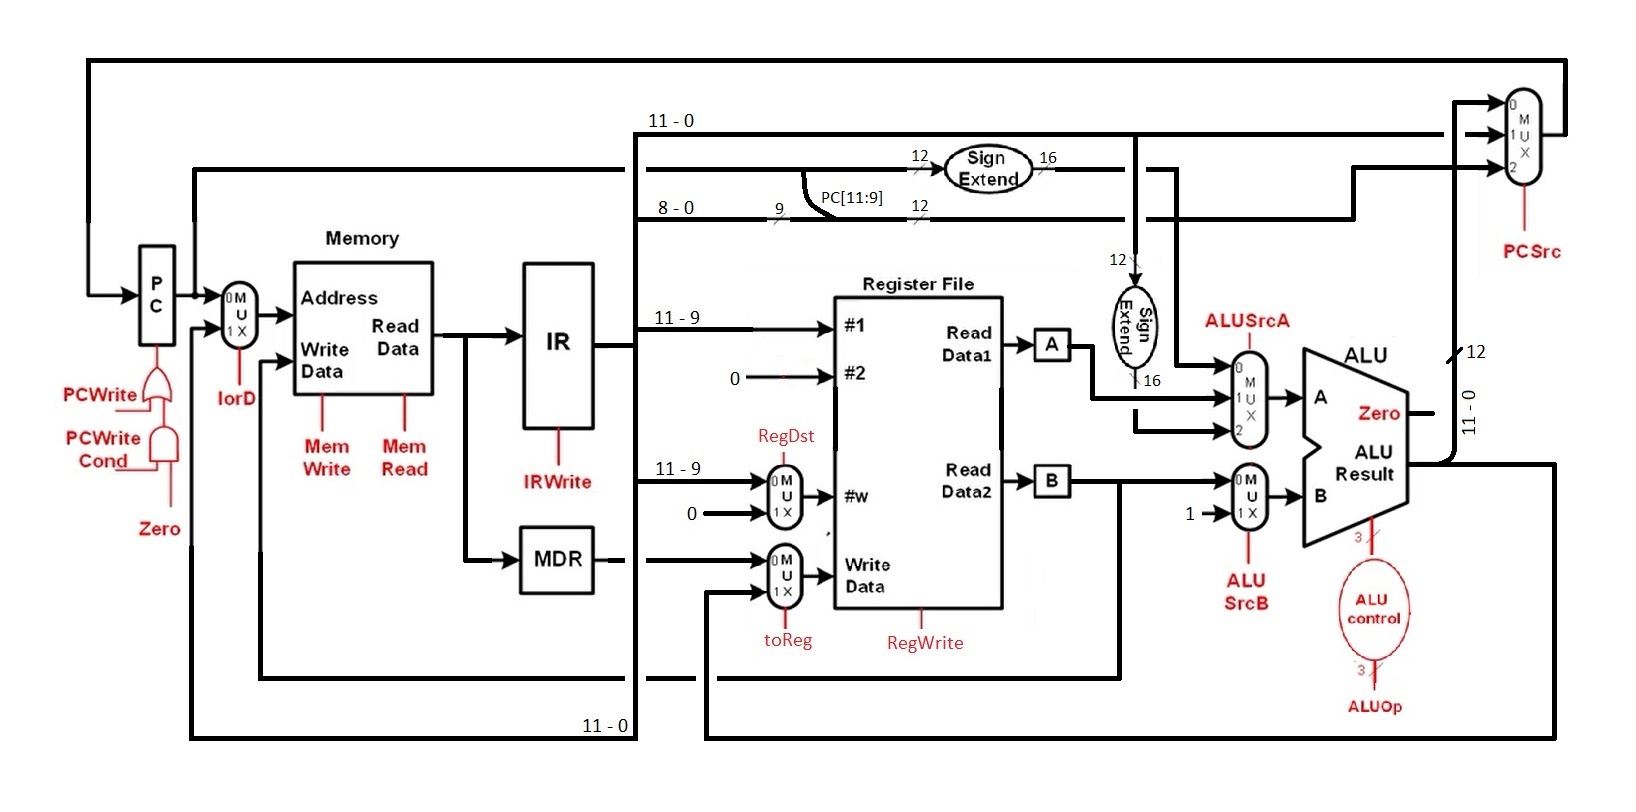 11 - 0
12
Sign
Extend
16
0
M
1 U
X
2
PCSrc
8 - 0
9
PC[11:9]
12
Memory
P
C
0 M
U
1 X
IorD
Address
Read
Data
Write
Data
Mem
Write
Mem
Read
PCWrite
PCWrite
Cond
Zero
IR
IRWrite
MDR
11 - 9
0
Register File
#1
#2
#w
Read
Data1
Read
Data2
Write
Data
RegWrite
RegDst
11 - 9
0 M
U
1 X
0
0 M
U
1 X
toReg
A
B
12
Sign
Extend
16
ALUSrcA
0
M
1 U
X
2
0 M
U
1 X
1
ALU
SrcB
ALU
A
Zero
ALU
Result
B
3
ALU
control
3
ALUOp
12
11 - 0
11 - 0